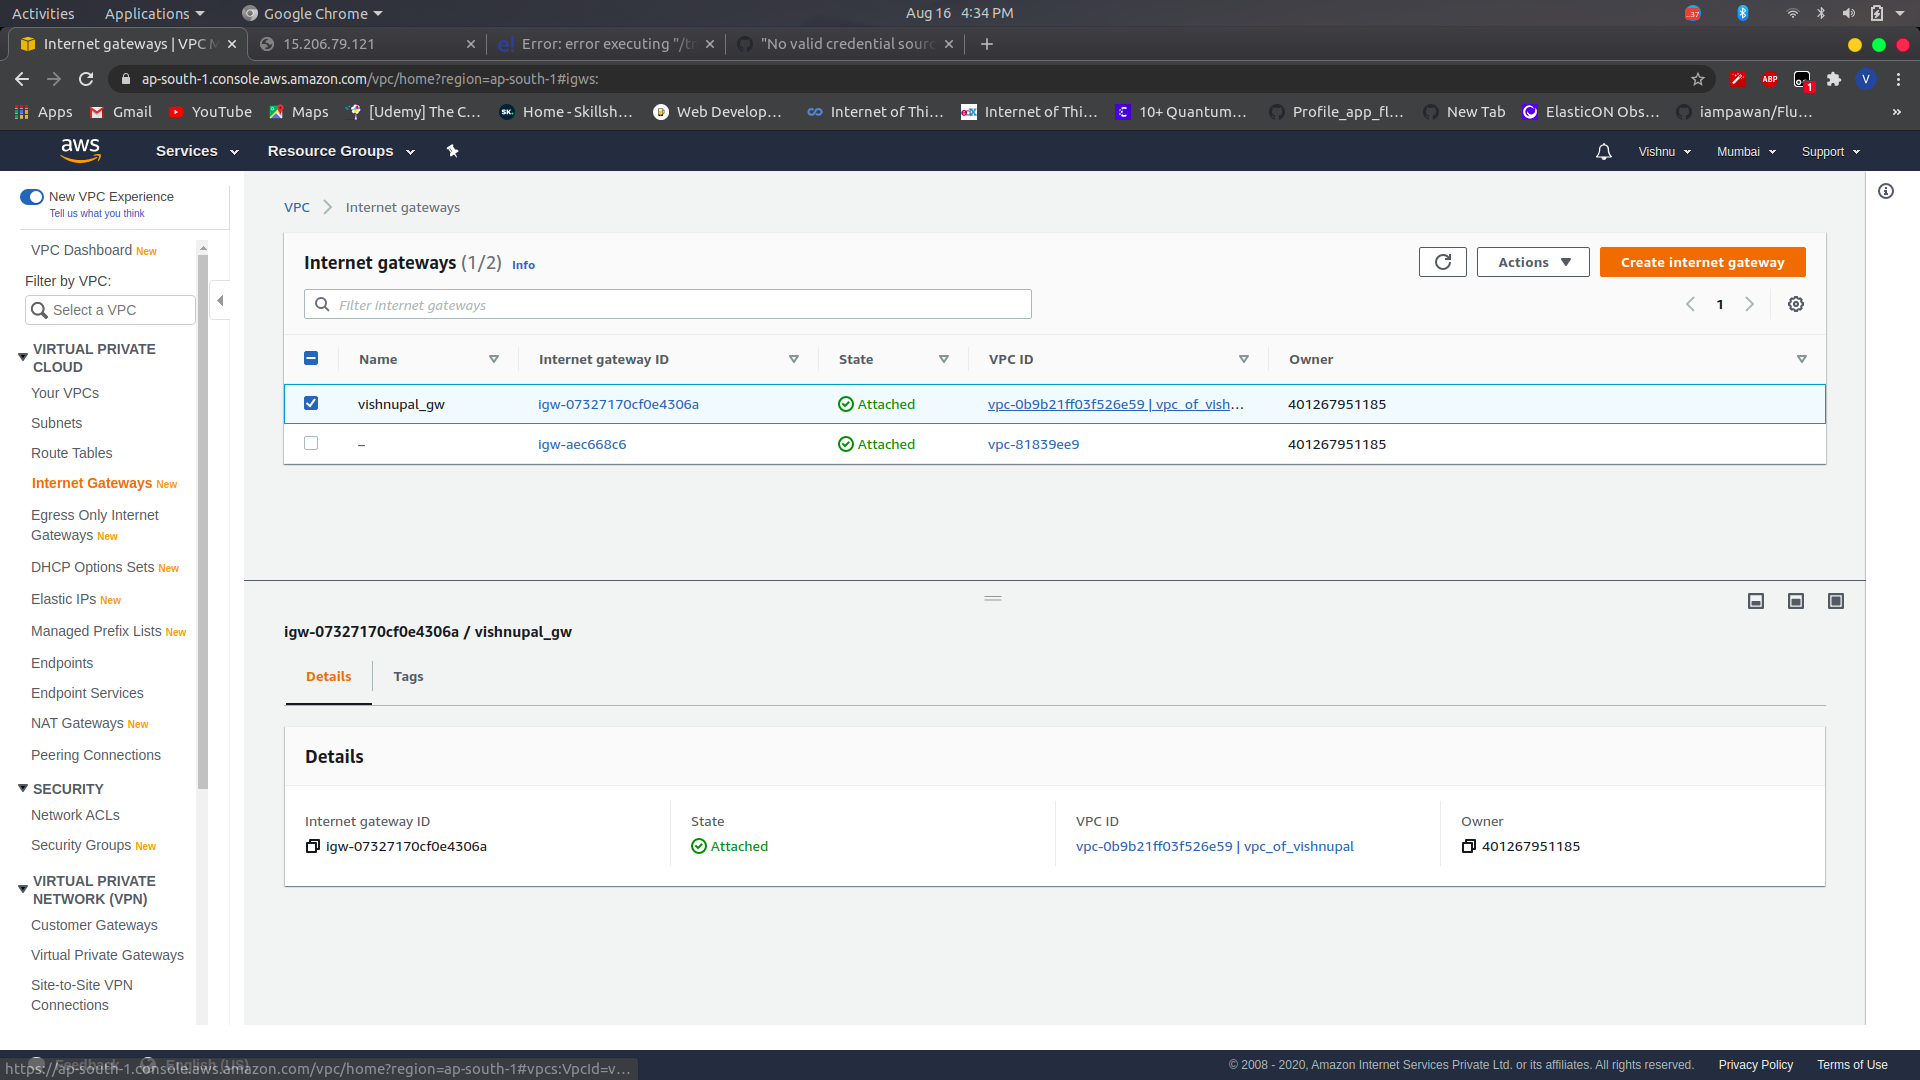 Activities Applications Google Chrome Aug 16 4:34 PM 37
Internet gateways | VPC M 15.206.79.121 Error: error executing "/t "No valid credential sour
ap-south-1.console.aws.amazon.com/vpc/home?region=ap-south-1#igws: ABP 1 V
Apps Gmail YouTube Maps [Udemy] The C... SK. Home - Skillsh... Web Develop... Internet of Thi... edX Internet of Thi... 10+ Quantum... Profile_app_fl... New Tab ElasticON Obs... iampawan/Flu... »
aws Services Resource Groups Vishnu Mumbai Support
New VPC Experience
Tell us what you think
VPC Dashboard New
Filter by VPC:
Select a VPC
VIRTUAL PRIVATE
CLOUD
Your VPCs
Subnets
Route Tables
Internet Gateways New
Egress Only Internet
Gateways New
DHCP Options Sets New
Elastic IPs New
Managed Prefix Lists New
Endpoints
Endpoint Services
NAT Gateways New
Peering Connections
SECURITY
Network ACLs
Security Groups New
VIRTUAL PRIVATE
NETWORK (VPN)
Customer Gateways
Virtual Private Gateways
Site-to-Site VPN
Connections
VPC Internet gateways
Internet gateways (1/2) Info Actions Create internet gateway
Filter internet gateways 1
Name Internet gateway ID State VPC ID Owner
vishnupal_gw igw-07327170cf0e4306a Attached vpc-0b9b21ff03f526e59 | vpc_of_vish... 401267951185
– igw-aec668c6 Attached vpc-81839ee9 401267951185
igw-07327170cf0e4306a / vishnupal_gw
Details Tags
Details
Internet gateway ID State VPC ID Owner
igw-07327170cf0e4306a Attached vpc-0b9b21ff03f526e59 | vpc_of_vishnupal 401267951185
Feedback English (US)
https://ap-south-1.console.aws.amazon.com/vpc/home?region=ap-south-1#vpcs:VpcId=v...
© 2008 - 2020, Amazon Internet Services Private Ltd. or its affiliates. All rights reserved. Privacy Policy Terms of Use